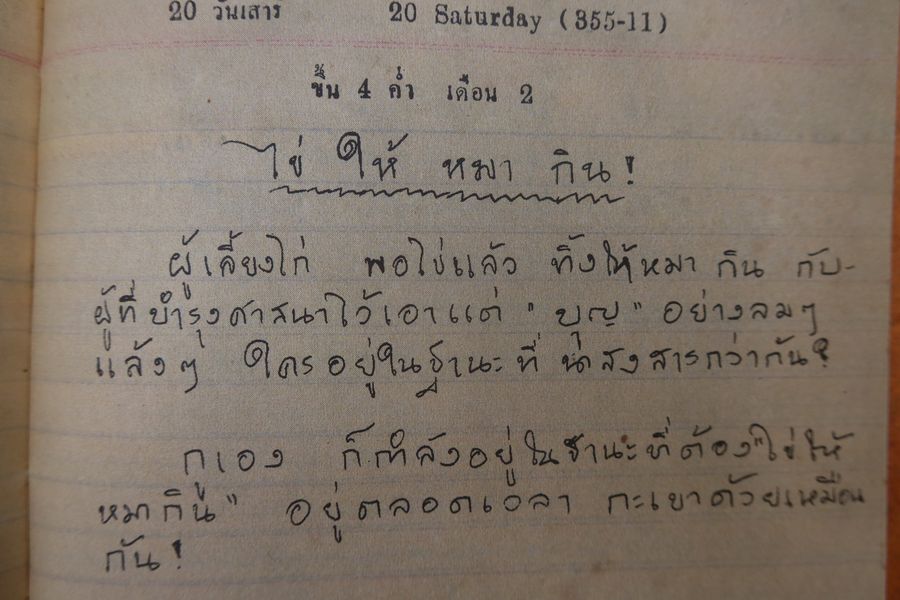 20 วันเสาร์ 20 Saturday (355-11)
ขึ้น 4 ค่ำ เดือน 2
ไข่ ให้ หมา กิน!
ผู้เลี้ยงไก่ พอไข่แล้ว ทิ้งให้หมา กิน กับ-
ผู้ที่บำรุงศาสนาไว้เอาแต่ "บุญ" อย่างลมๆ
แล้งๆ ใครอยู่ในฐานะที่ น่าสงสารกว่ากัน?
กูเอง ก็กำลังอยู่ในฐานะที่ต้อง"ไข่ให้
หมากิน" อยู่ตลอดเวลา กะเขาด้วยเหมือน
กัน!